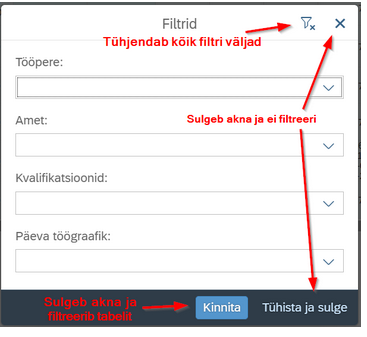 Filtrid
Tühjendab kõik filtri väljad
Tööpere:
Amet:
Sulgeb akna ja ei filtreeri
Kvalifikatsioonid:
Päeva töögraafik:
Sulgeb akna ja
filtreerib tabelit
Kinnita
Tühista ja sulge